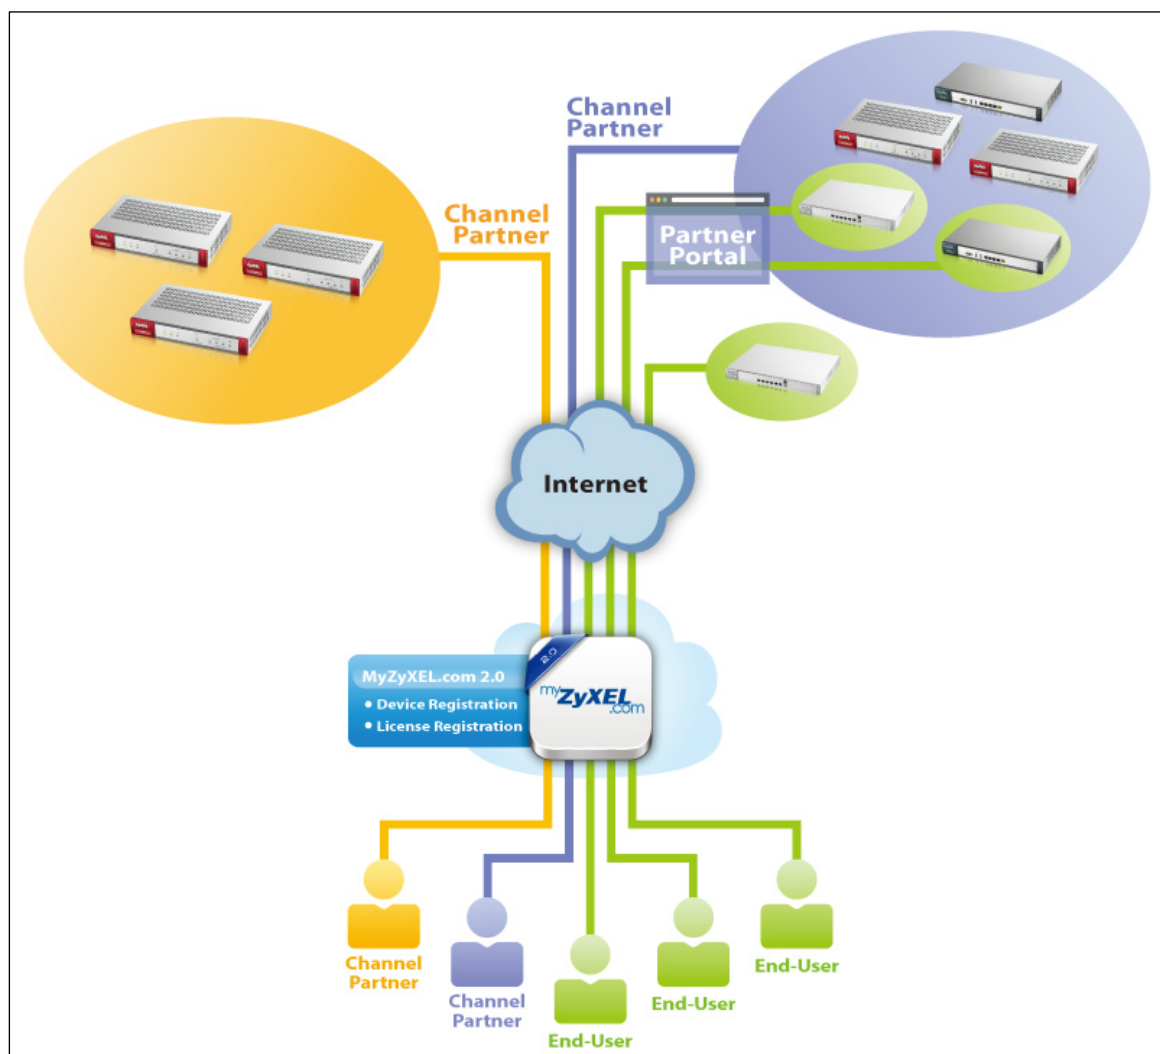 Channel
Partner
Channel
Partner
Partner
Portal
Internet
MyZyXEL.com 2.0
• Device Registration
• License Registration
2.0
myZyXEL
.com
Channel
Partner
Channel
Partner
End-User
End-User
End-User